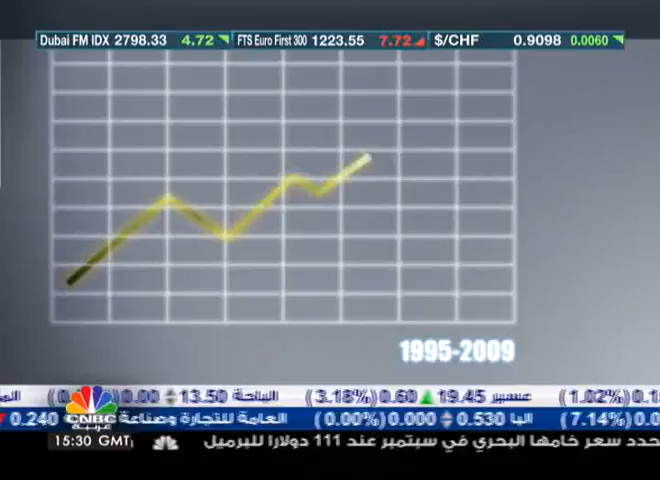 Dubai FM IDX 2798.33 4.72 FTS Euro First 300 1223.55 7.72 $/CHF 0.9098 0.0060
1995-2009
13.50 0.00 عسير 19.45 0.60 (3.18%) الباحة
(7.14%) البا 0.530 0.000 (0.00%) العامة للتجارة وصناعة 0.240
CNBC
عربية
15:30 GMT
حدد سعر خامها البحري في سبتمبر عند 111 دولارا للبرميل